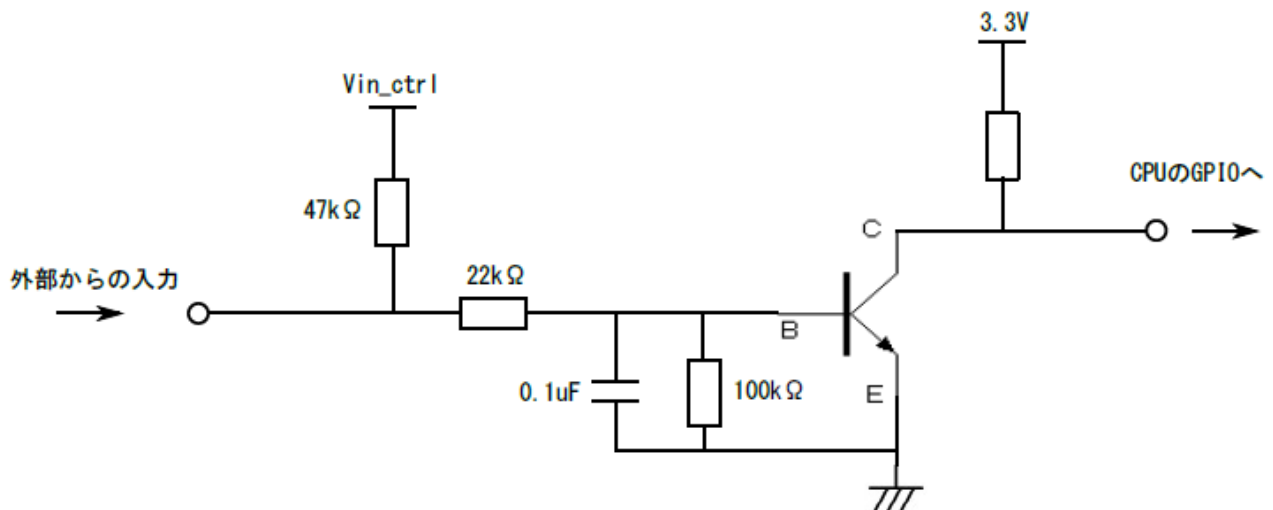 3.3V
Vin_ctrl
CPUのGPIOへ
47kΩ
C
外部からの入力
22kΩ
B
0.1uF
100kΩ
E